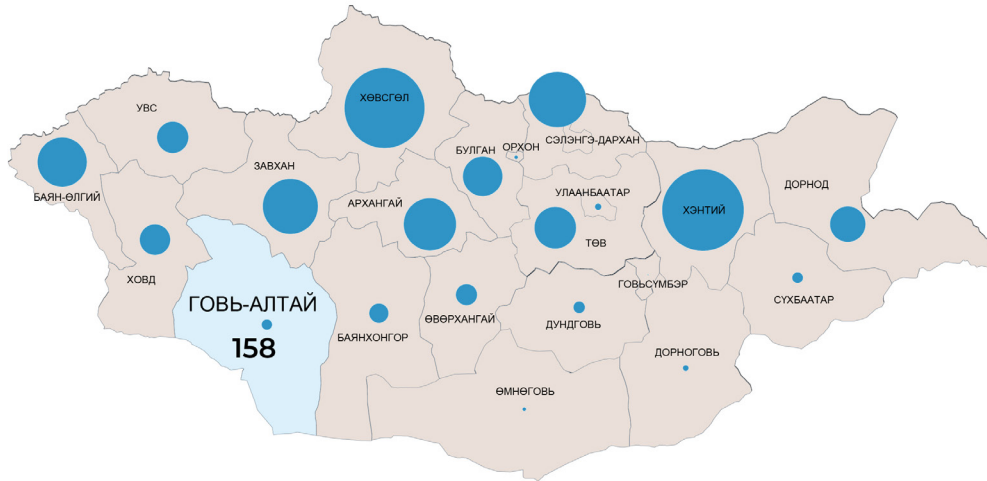 УВС
ХӨВСГӨЛ
БУЛГАН
ОРХОН
СЭЛЭНГЭ-ДАРХАН
ЗАВХАН
БАЯН-ӨЛГИЙ
АРХАНГАЙ
УЛААНБААТАР
ХЭНТИЙ
ДОРНОД
ТӨВ
ХОВД
ГОВЬСҮМБЭР
СҮХБААТАР
ГОВЬ-АЛТАЙ
158
БАЯНХОНГОР
ӨВӨРХАНГАЙ
ДУНДГОВЬ
ДОРНОГОВЬ
ӨМНӨГОВЬ